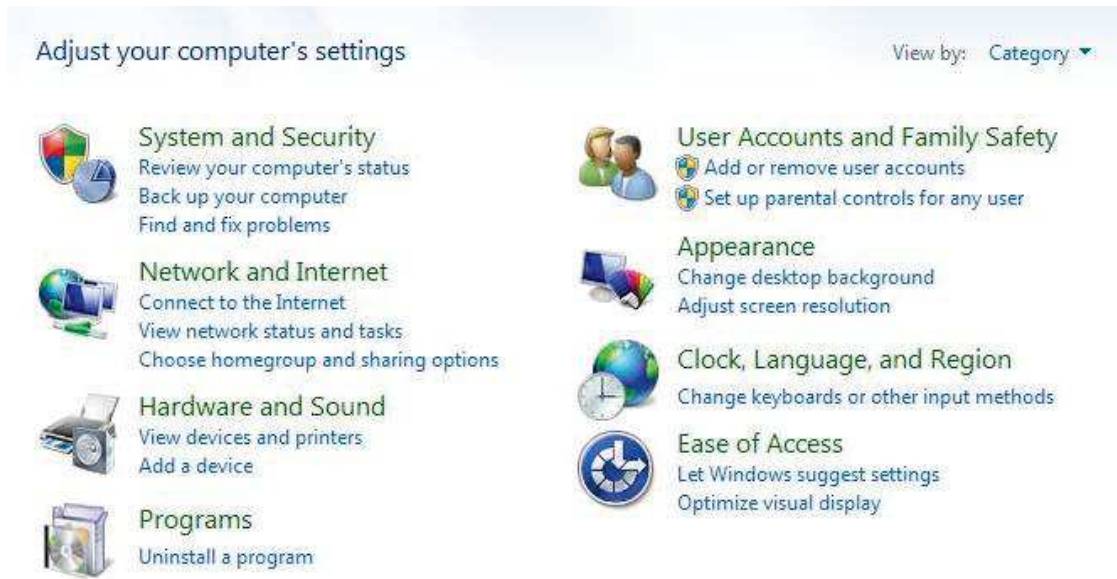 Adjust your computer's settings
View by: Category
System and Security
Review your computer's status
Back up your computer
Find and fix problems
Network and Internet
Connect to the Internet
View network status and tasks
Choose homegroup and sharing options
Hardware and Sound
View devices and printers
Add a device
Programs
Uninstall a program
User Accounts and Family Safety
Add or remove user accounts
Set up parental controls for any user
Appearance
Change desktop background
Adjust screen resolution
Clock, Language, and Region
Change keyboards or other input methods
Ease of Access
Let Windows suggest settings
Optimize visual display